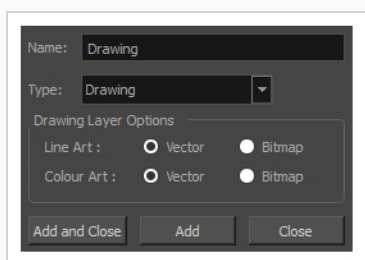 Name: Drawing
Type: Drawing
Drawing Layer Options
Line Art : Vector Bitmap
Colour Art : Vector Bitmap
Add and Close Add Close